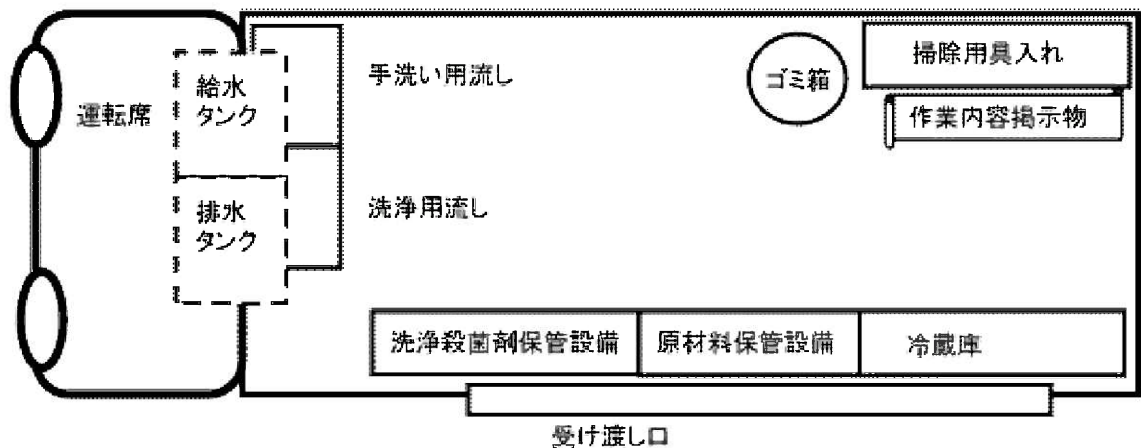 運転席
給水
タンク
排水
タンク
手洗い用流し
洗浄用流し
ゴミ箱
掃除用具入れ
作業内容掲示物
洗浄殺菌剤保管設備
原材料保管設備
冷蔵庫
受け渡し口